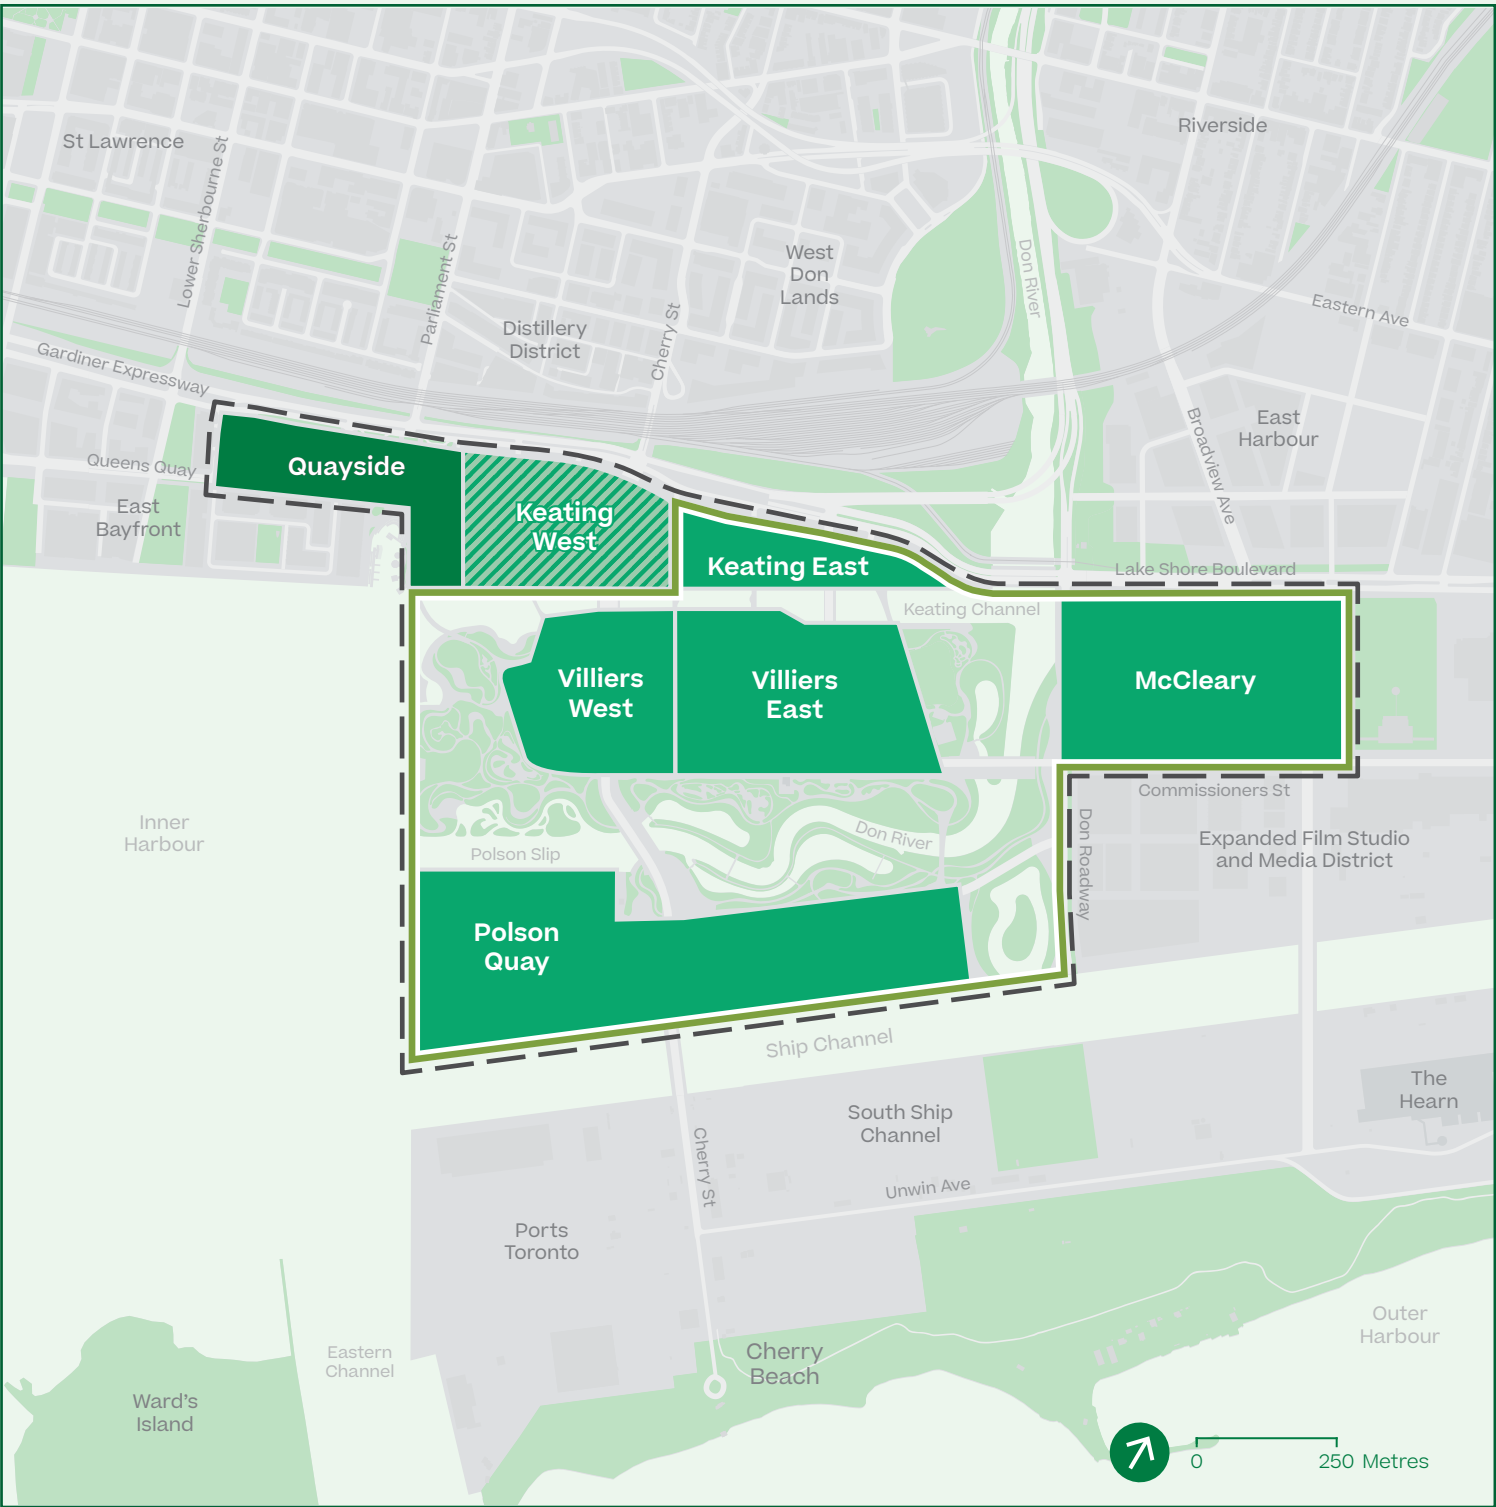 St Lawrence
Riverside
Lower Sherbourne St
Parliament St
West
Don
Lands
Don River
Cherry St
Distillery
District
Eastern Ave
Gardiner Expressway
East
Harbour
Broadview Ave
Queens Quay
East
Bayfront
Quayside
Keating
West
Keating East
Lake Shore Boulevard
Keating Channel
Villiers
West
Villiers
East
McCleary
Commissioners St
Don Roadway
Expanded Film Studio
and Media District
Inner
Harbour
Don River
Polson Slip
Polson
Quay
Ship Channel
The
Hearn
South Ship
Channel
Cherry St
Unwin Ave
Ports
Toronto
Outer
Harbour
Eastern
Channel
Cherry
Beach
Ward's
Island
0 250 Metres